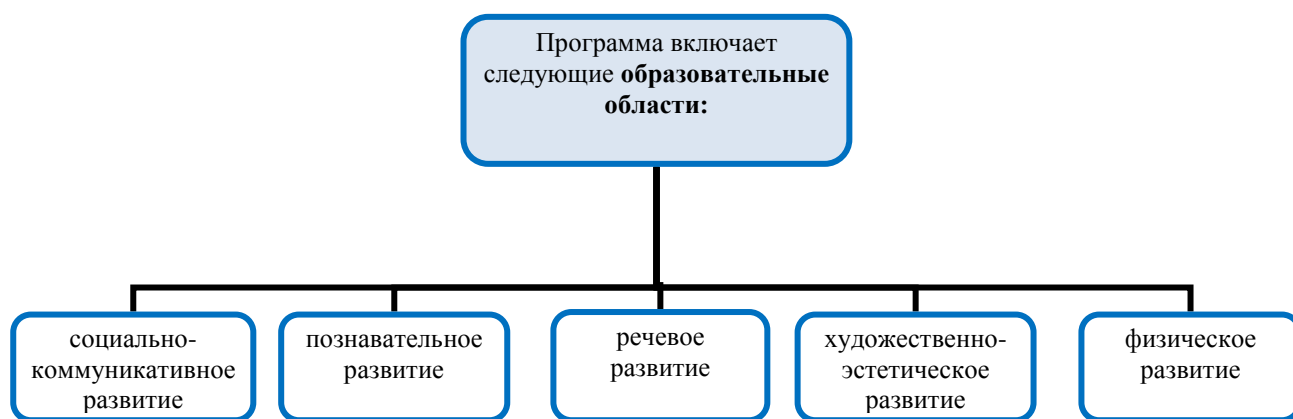 Программа включает
следующие образовательные
области:
социально-
коммуникативное
развитие
познавательное
развитие
речевое
развитие
художественно-
эстетическое
развитие
физическое
развитие